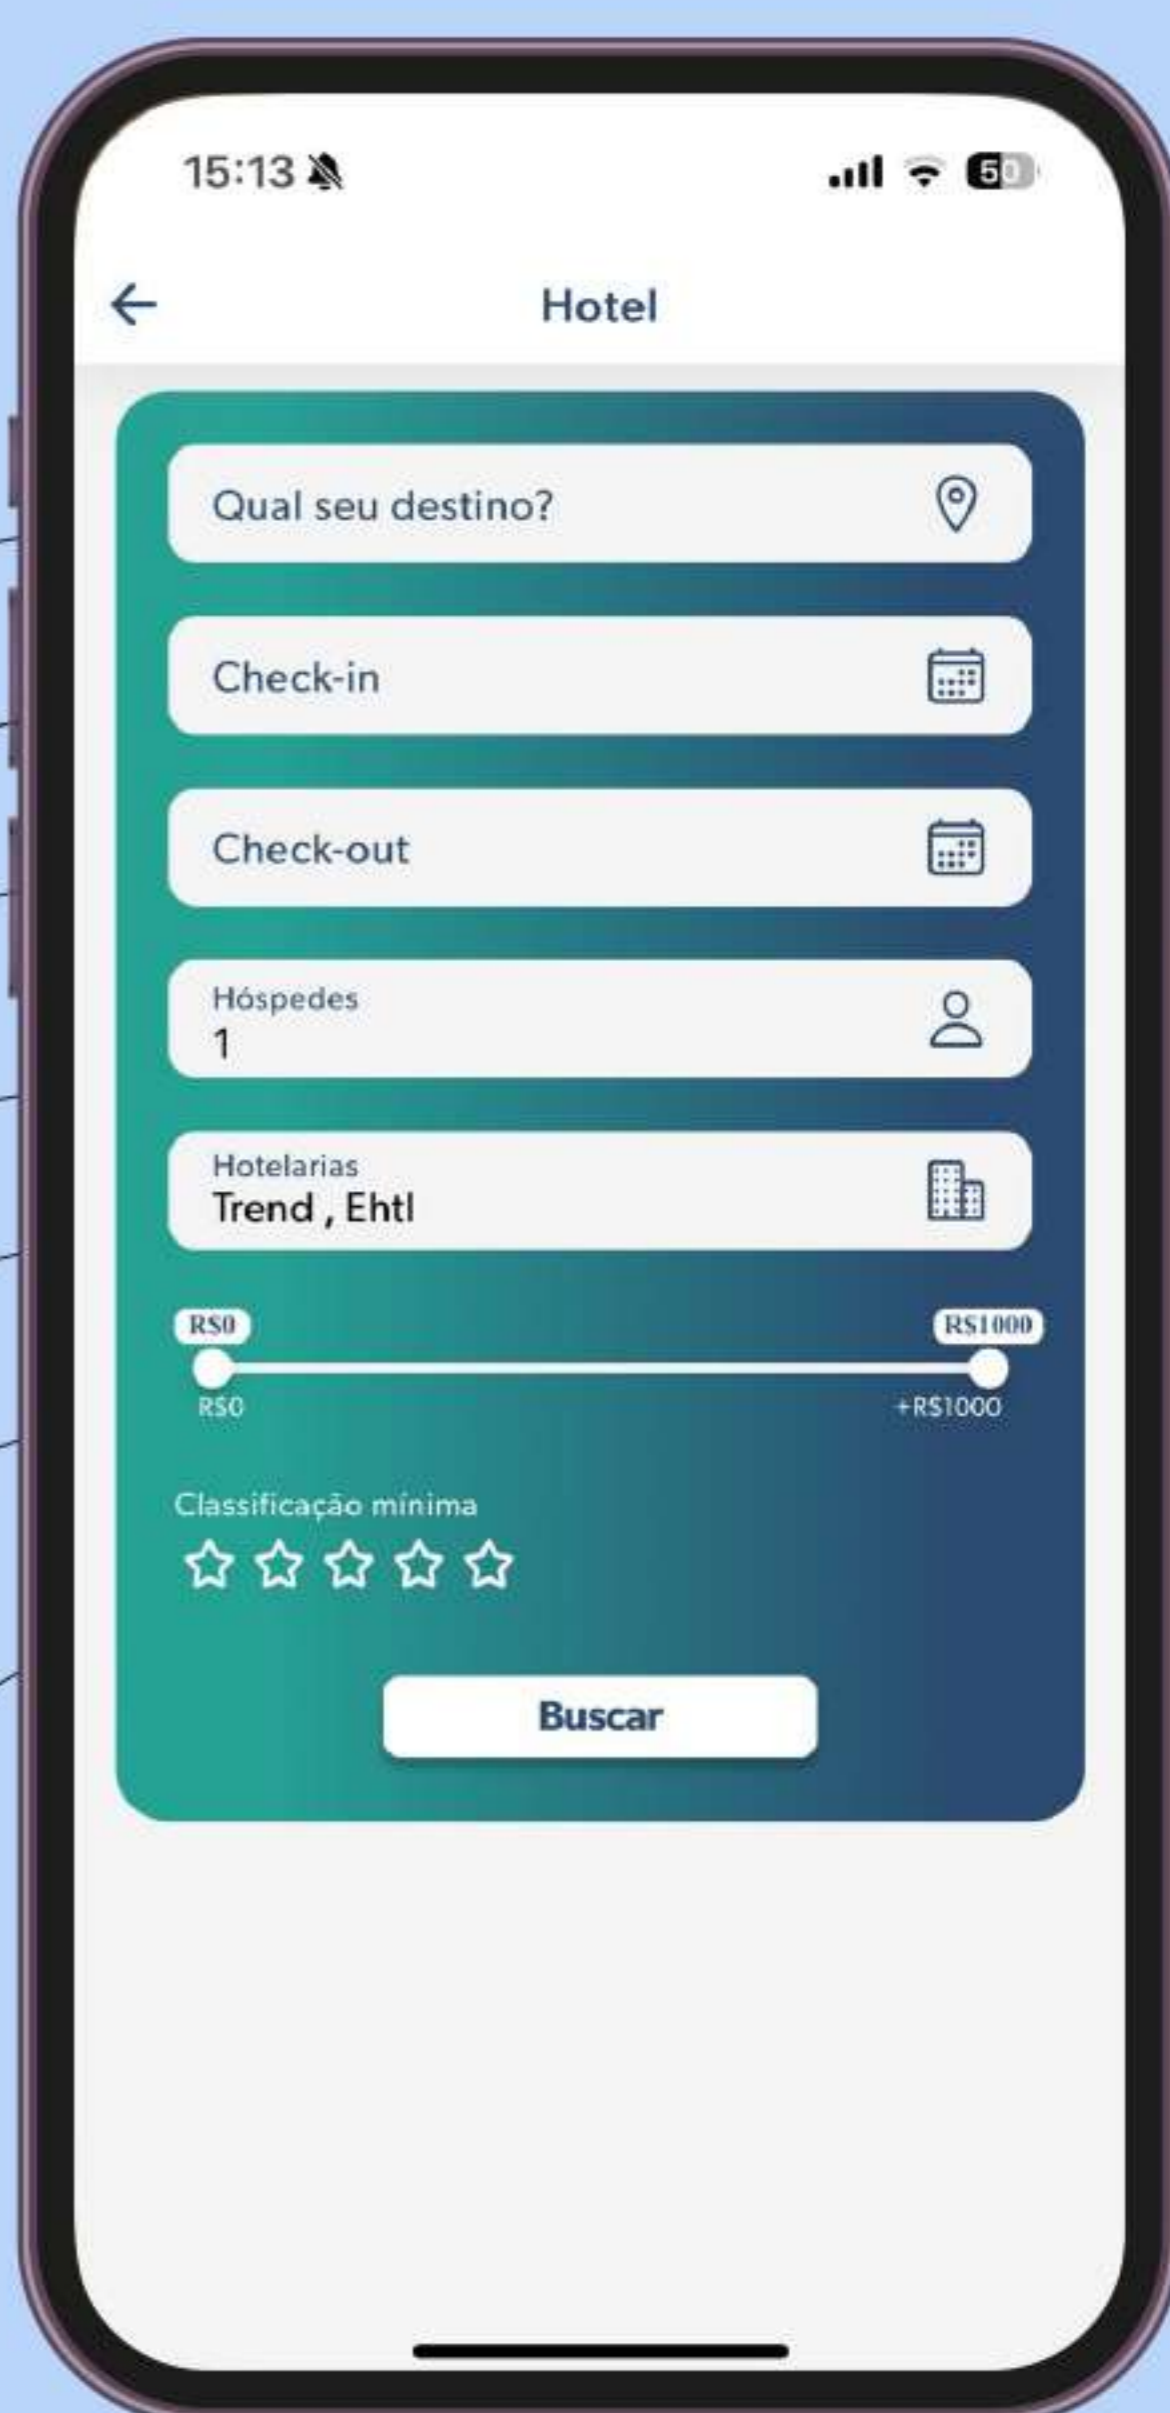 15:13
50
Hotel
Qual seu destino?
Check-in
Check-out
Hóspedes
1
Hotelarias
Trend , Ehtl
R$0 R$1000
R$0 +R$1000
Classificação mínima
Buscar